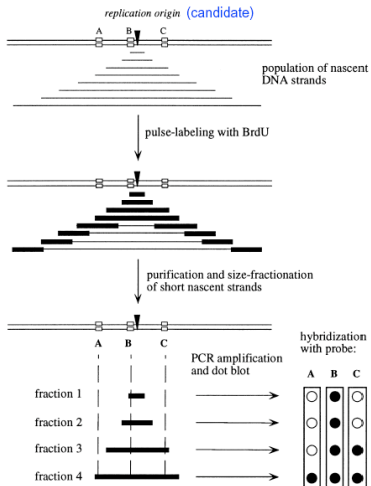 replication origin (candidate)
A B C
population of nascent
DNA strands
pulse-labeling with BrdU
purification and size-fractionation
of short nascent strands
A B C
PCR amplification
and dot blot
hybridization
with probe:
A B C
fraction 1
fraction 2
fraction 3
fraction 4